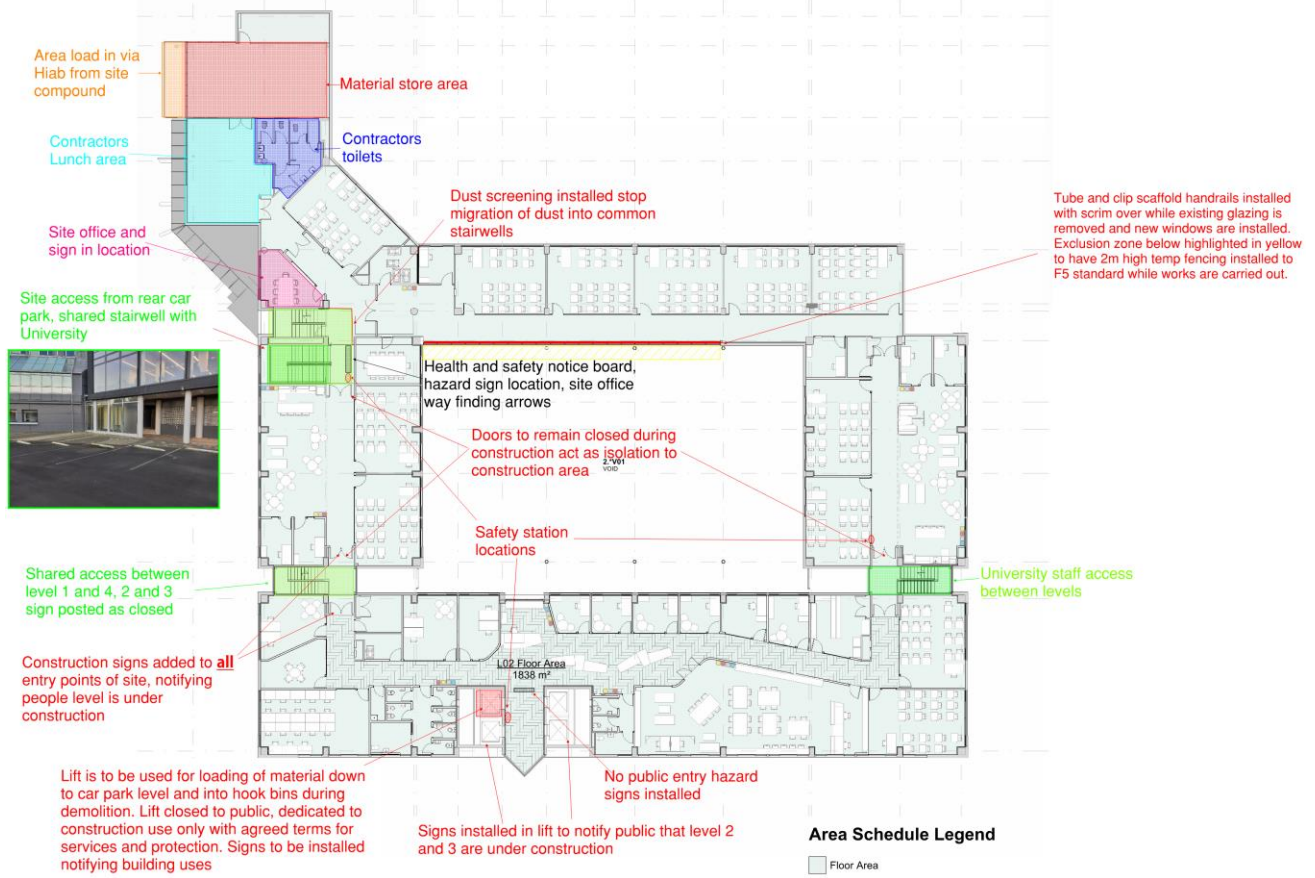 Area load in via
Hiab from site
compound
Material store area
Contractors
Lunch area
Contractors
toilets
Dust screening installed stop
migration of dust into common
stairwells
Tube and clip scaffold handrails installed
with scrim over while existing glazing is
removed and new windows are installed.
Exclusion zone below highlighted in yellow
to have 2m high temp fencing installed to
F5 standard while works are carried out.
Site office and
sign in location
Site access from rear car
park, shared stairwell with
University
Health and safety notice board,
hazard sign location, site office
way finding arrows
Doors to remain closed during
construction act as isolation to
construction area
2.*V01
VOID
Safety station
locations
Shared access between
level 1 and 4, 2 and 3
sign posted as closed
University staff access
between levels
Construction signs added to all
entry points of site, notifying
people level is under
construction
L02 Floor Area
1838 m²
Lift is to be used for loading of material down
to car park level and into hook bins during
demolition. Lift closed to public, dedicated to
construction use only with agreed terms for
services and protection. Signs to be installed
notifying building uses
Signs installed in lift to notify public that level 2
and 3 are under construction
No public entry hazard
signs installed
Area Schedule Legend
Floor Area